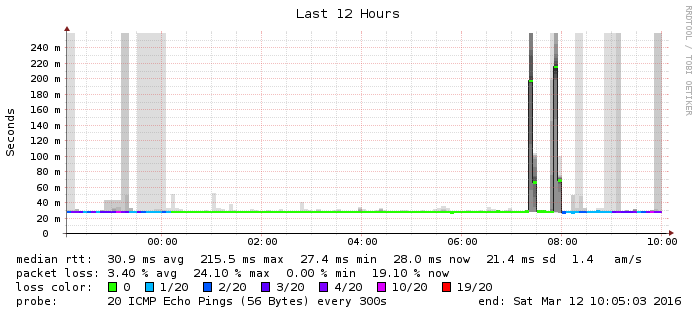 Last 12 Hours
RRDTOOL / TOBI OETIKER
Seconds
240 m
220 m
200 m
180 m
160 m
140 m
120 m
100 m
80 m
60 m
40 m
20 m
0
00:00 02:00 04:00 06:00 08:00 10:00
median rtt: 30.9 ms avg 215.5 ms max 27.4 ms min 28.0 ms now 21.4 ms sd 1.4 am/s
packet loss: 3.40 % avg 24.10 % max 0.00 % min 19.10 % now
loss color: 0 1/20 2/20 3/20 4/20 10/20 19/20
probe: 20 ICMP Echo Pings (56 Bytes) every 300s end: Sat Mar 12 10:05:03 2016